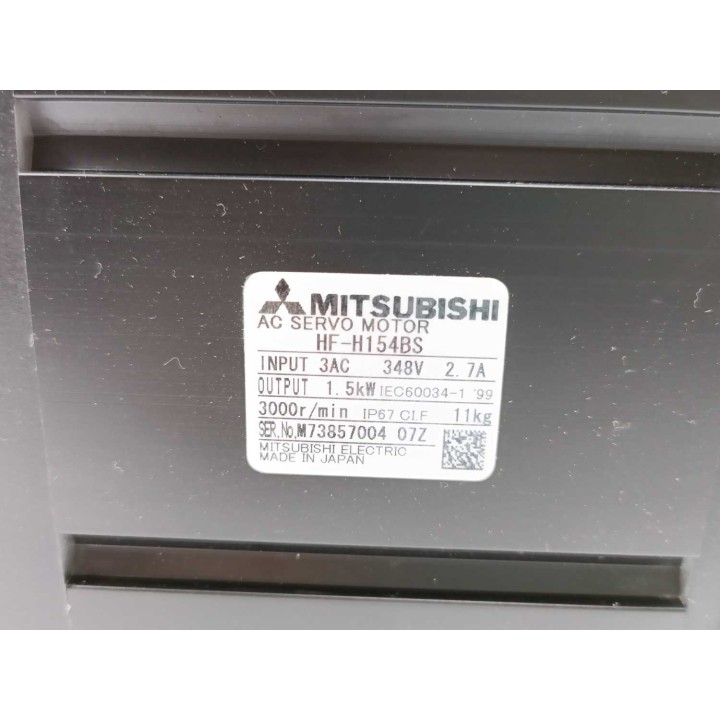 MITSUBISHI
AC SERVO MOTOR
HF-H154BS
INPUT 3AC 348V 2.7A
OUTPUT 1.5kW IEC60034-1 '99
3000r/min IP67 CI.F 11kg
SER.No.M73857004 07Z
MITSUBISHI ELECTRIC
MADE IN JAPAN